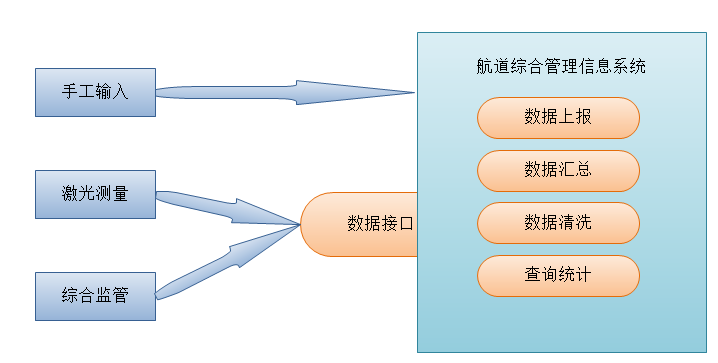 航道综合管理信息系统
手工输入
数据上报
数据汇总
激光测量
数据接口
数据清洗
查询统计
综合监管